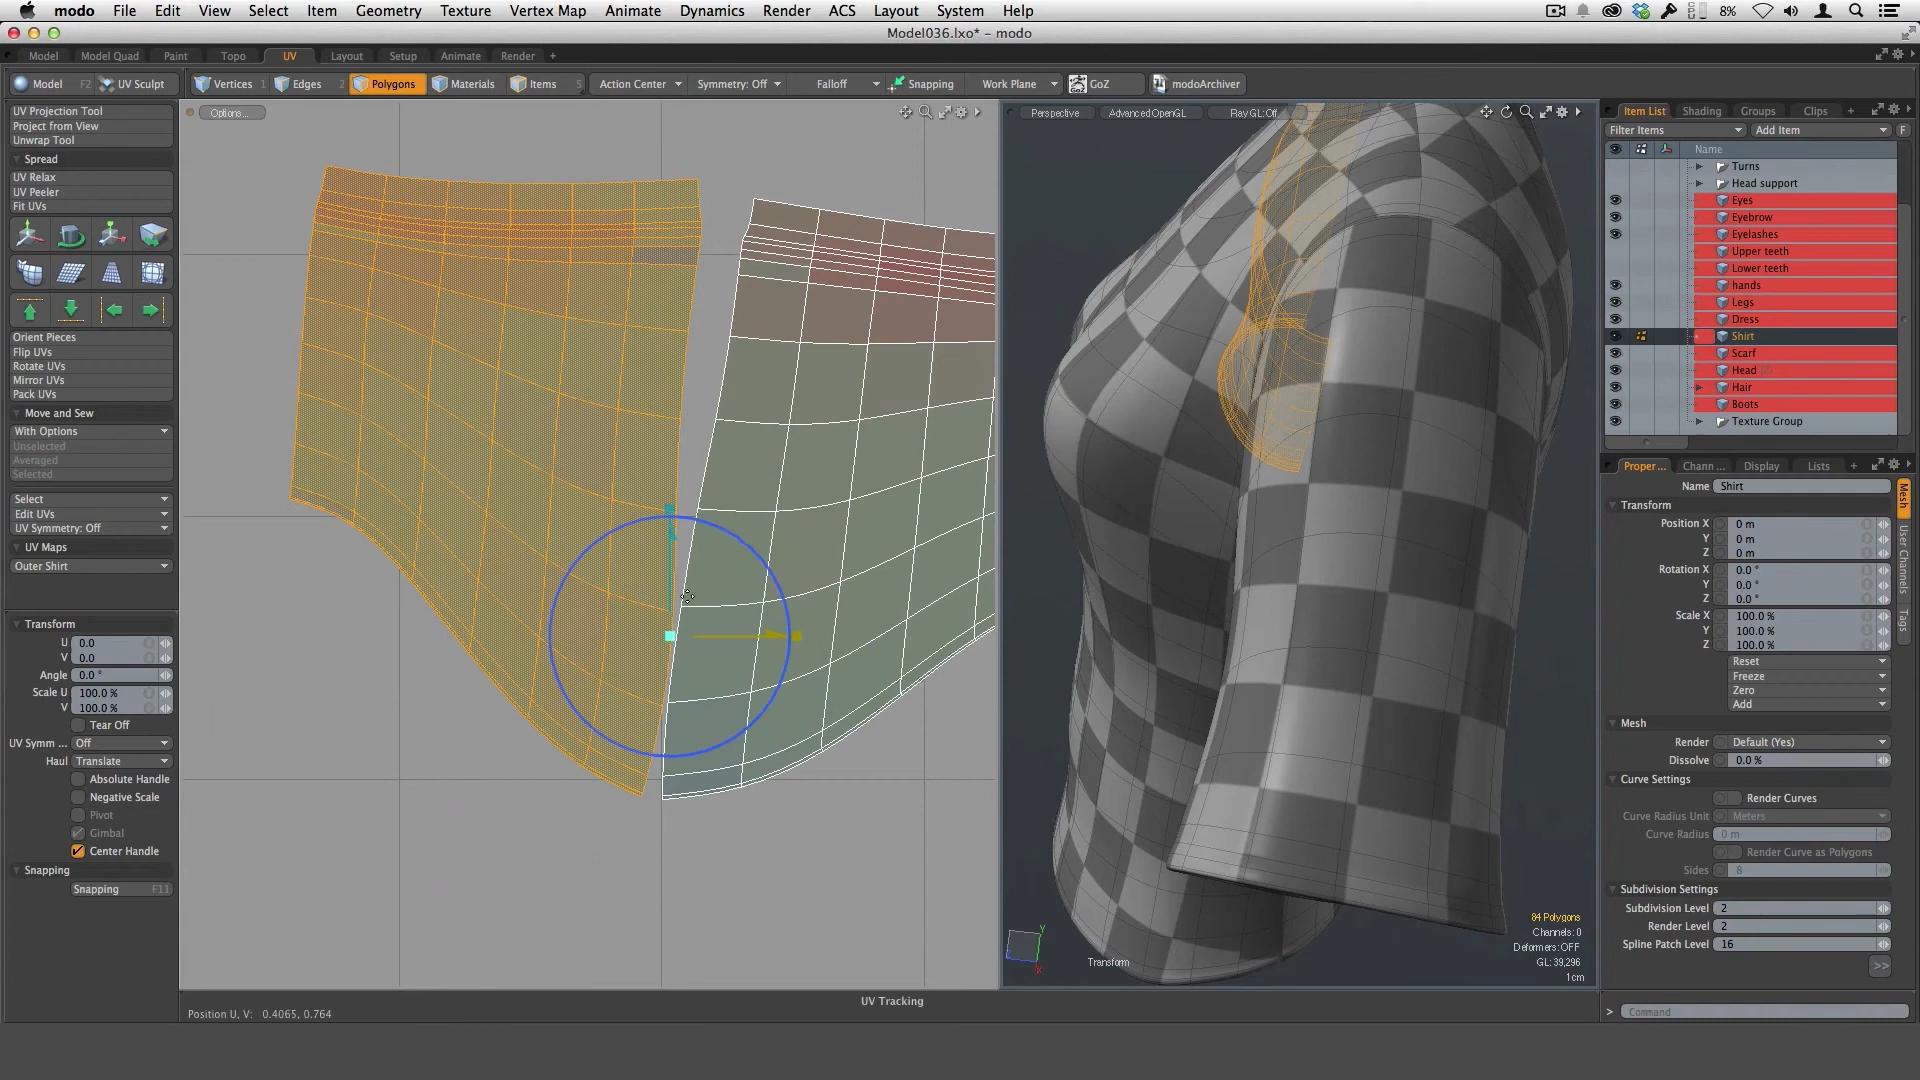 modo File Edit View Select Item Geometry Texture Vertex Map Animate Dynamics Render ACS Layout System Help 8%
Model036.lxo* - modo
Model Model Quad Paint Topo UV Layout Setup Animate Render +
Model F2 UV Sculpt Vertices 1 Edges 2 Polygons Materials Items 5 Action Center Symmetry: Off Falloff Snapping Work Plane GoZ modoArchiver
UV Projection Tool
Project from View
Unwrap Tool
Spread
UV Relax
UV Peeler
Fit UVs
Orient Pieces
Flip UVs
Rotate UVs
Mirror UVs
Pack UVs
Move and Sew
With Options
Unselected
Averaged
Selected
Select
Edit UVs
UV Symmetry: Off
UV Maps
Outer Shirt
Transform
U 0.0
V 0.0
Angle 0.0 °
Scale U 100.0 %
V 100.0 %
Tear Off
UV Symm ... Off
Haul Translate
Absolute Handle
Negative Scale
Pivot
Gimbal
Center Handle
Snapping
Snapping F11
Options...
Position U, V: 0.4065, 0.764
UV Tracking
Perspective Advanced OpenGL Ray GL: Off
Y
X
Transform
84 Polygons
Channels: 0
Deformers: OFF
GL: 39,296
1cm
Item List Shading Groups Clips +
Filter Items Add Item F
Name
Turns
Head support
Eyes
Eyebrow
Eyelashes
Upper teeth
Lower teeth
hands
Legs
Dress
Shirt
Scarf
Head (2)
Hair
Boots
Texture Group
Proper... Chann ... Display Lists +
Name Shirt
Transform
Position X 0 m
Y 0 m
Z 0 m
Rotation X 0.0 °
Y 0.0 °
Z 0.0 °
Scale X 100.0 %
Y 100.0 %
Z 100.0 %
Reset
Freeze
Zero
Add
Mesh
Render Default (Yes)
Dissolve 0.0 %
Curve Settings
Render Curves
Curve Radius Unit Meters
Curve Radius 0 m
Render Curve as Polygons
Sides 8
Subdivision Settings
Subdivision Level 2
Render Level 2
Spline Patch Level 16
>>
Mesh
User Channels
Tags
> Command